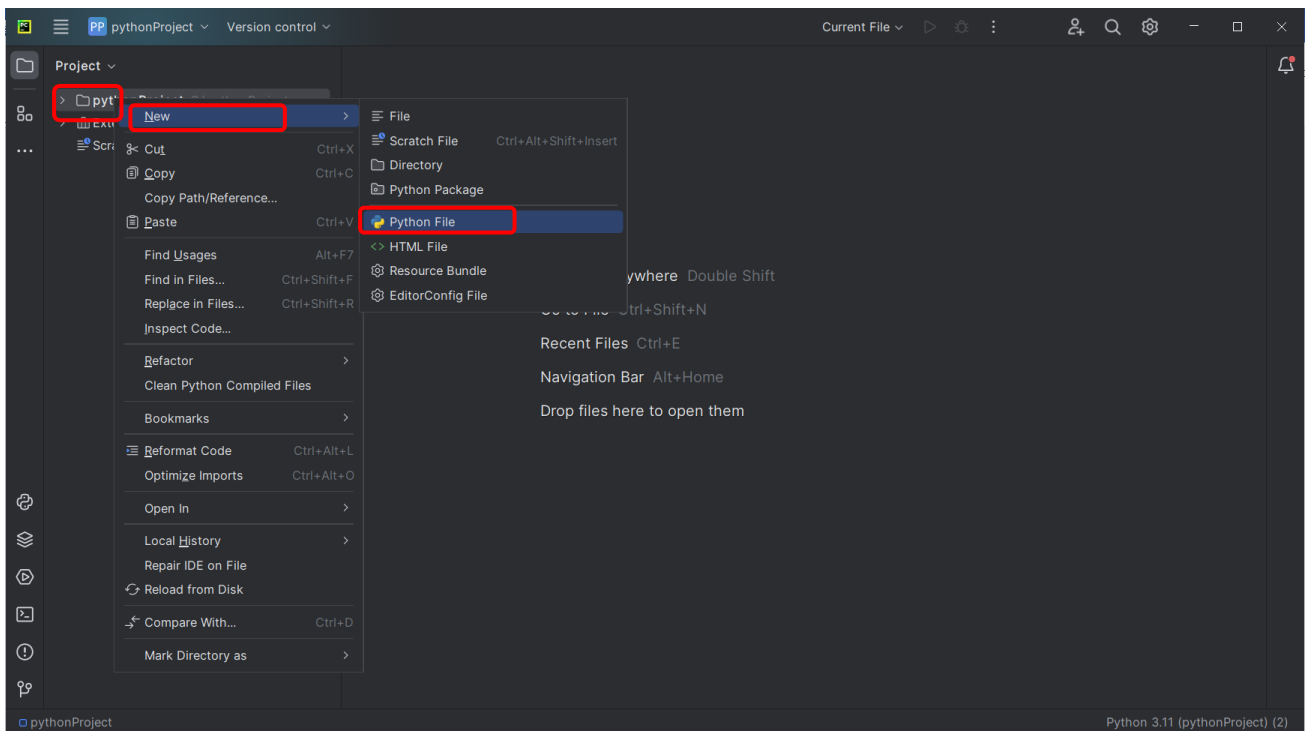 PC PP pythonProject Version control Current File
Project
New
Cut Ctrl+X
Copy Ctrl+C
Copy Path/Reference...
Paste Ctrl+V
Find Usages Alt+F7
Find in Files... Ctrl+Shift+F
Replace in Files... Ctrl+Shift+R
Inspect Code...
Refactor
Clean Python Compiled Files
Bookmarks
Reformat Code Ctrl+Alt+L
Optimize Imports Ctrl+Alt+O
Open In
Local History
Repair IDE on File
Reload from Disk
Compare With... Ctrl+D
Mark Directory as
File
Scratch File Ctrl+Alt+Shift+Insert
Directory
Python Package
Python File
HTML File
Resource Bundle
EditorConfig File
Double Shift
Recent Files Ctrl+E
Navigation Bar Alt+Home
Drop files here to open them
pythonProject Python 3.11 (pythonProject) (2)